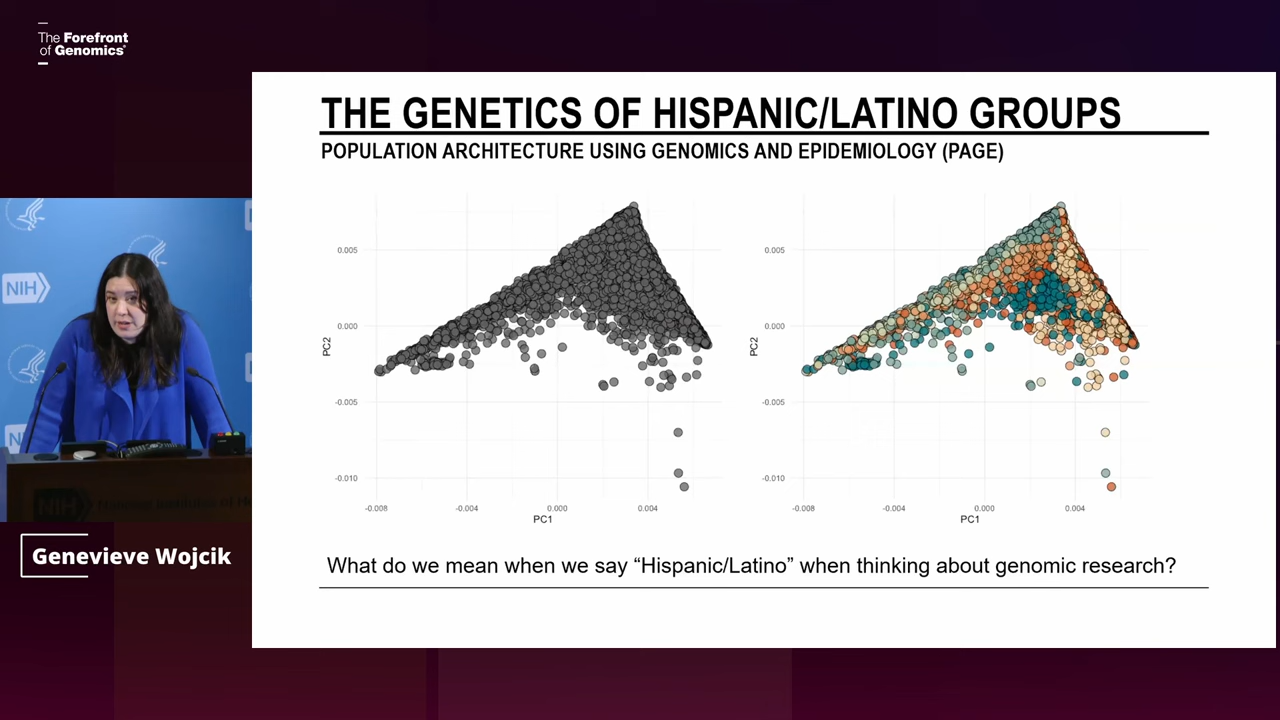 The Forefront
of Genomics®
THE GENETICS OF HISPANIC/LATINO GROUPS
POPULATION ARCHITECTURE USING GENOMICS AND EPIDEMIOLOGY (PAGE)
0.005
0.000
-0.005
-0.010
PC2
-0.008 -0.004 0.000 0.004
PC1
0.005
0.000
-0.005
-0.010
PC2
-0.008 -0.004 0.000 0.004
PC1
What do we mean when we say “Hispanic/Latino” when thinking about genomic research?
NIH
NIH
Genevieve Wojcik